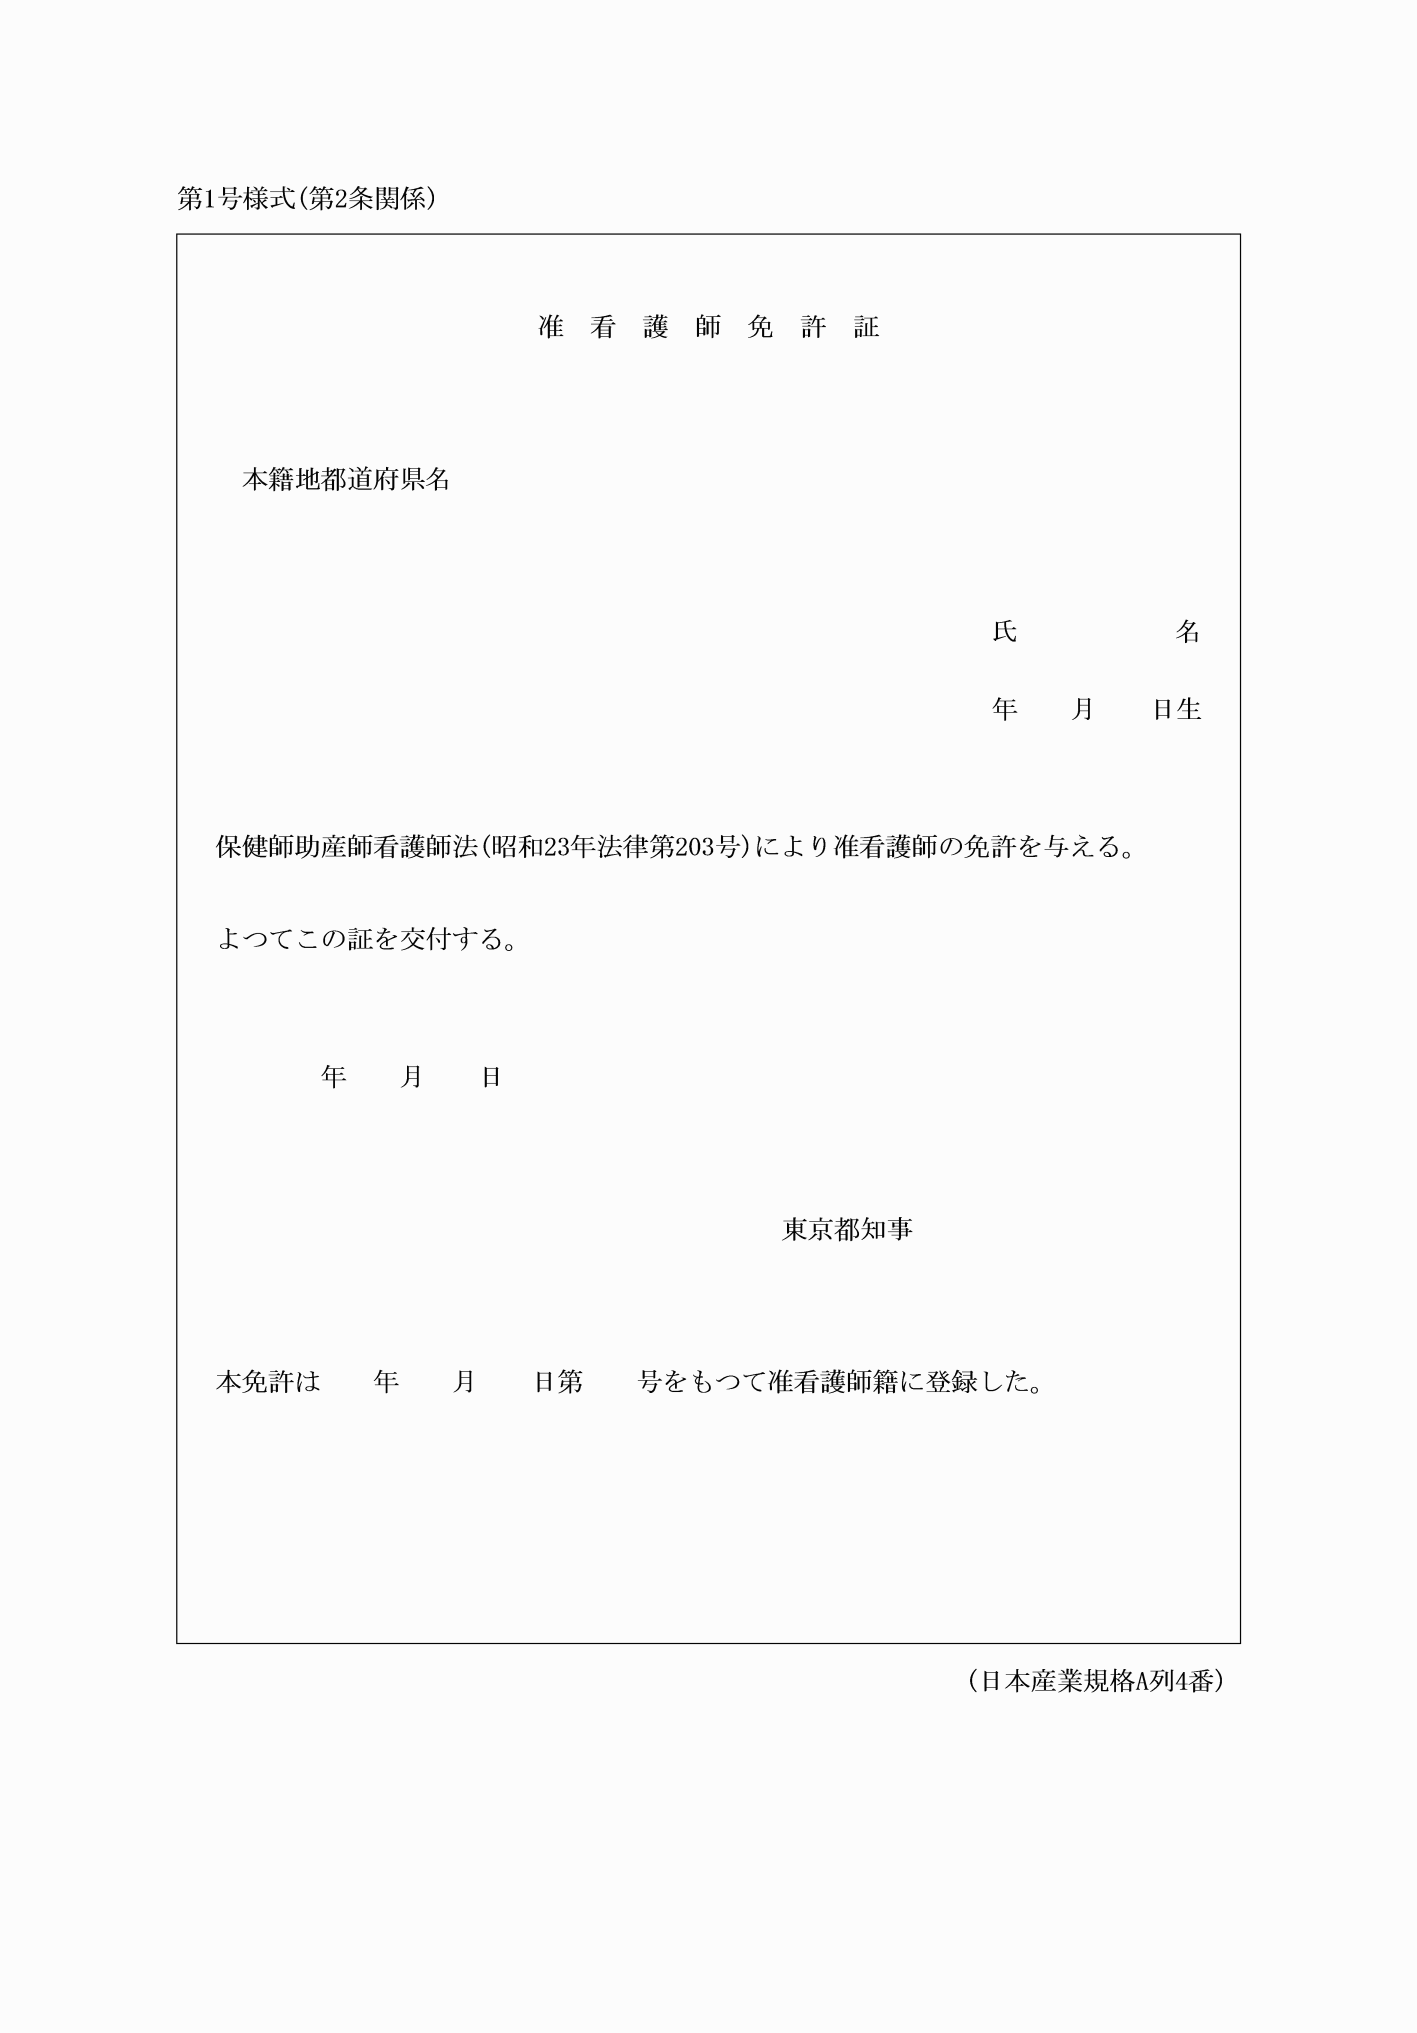 第1号様式(第2条関係)
准　看　護　師　免　許　証
本籍地都道府県名
氏　　　　　　名
年　　月　　日生
保健師助産師看護師法(昭和23年法律第203号)により准看護師の免許を与える。
よつてこの証を交付する。
年　　月　　日
東京都知事
本免許は　　年　　月　　日第　　号をもつて准看護師籍に登録した。
(日本産業規格A列4番)